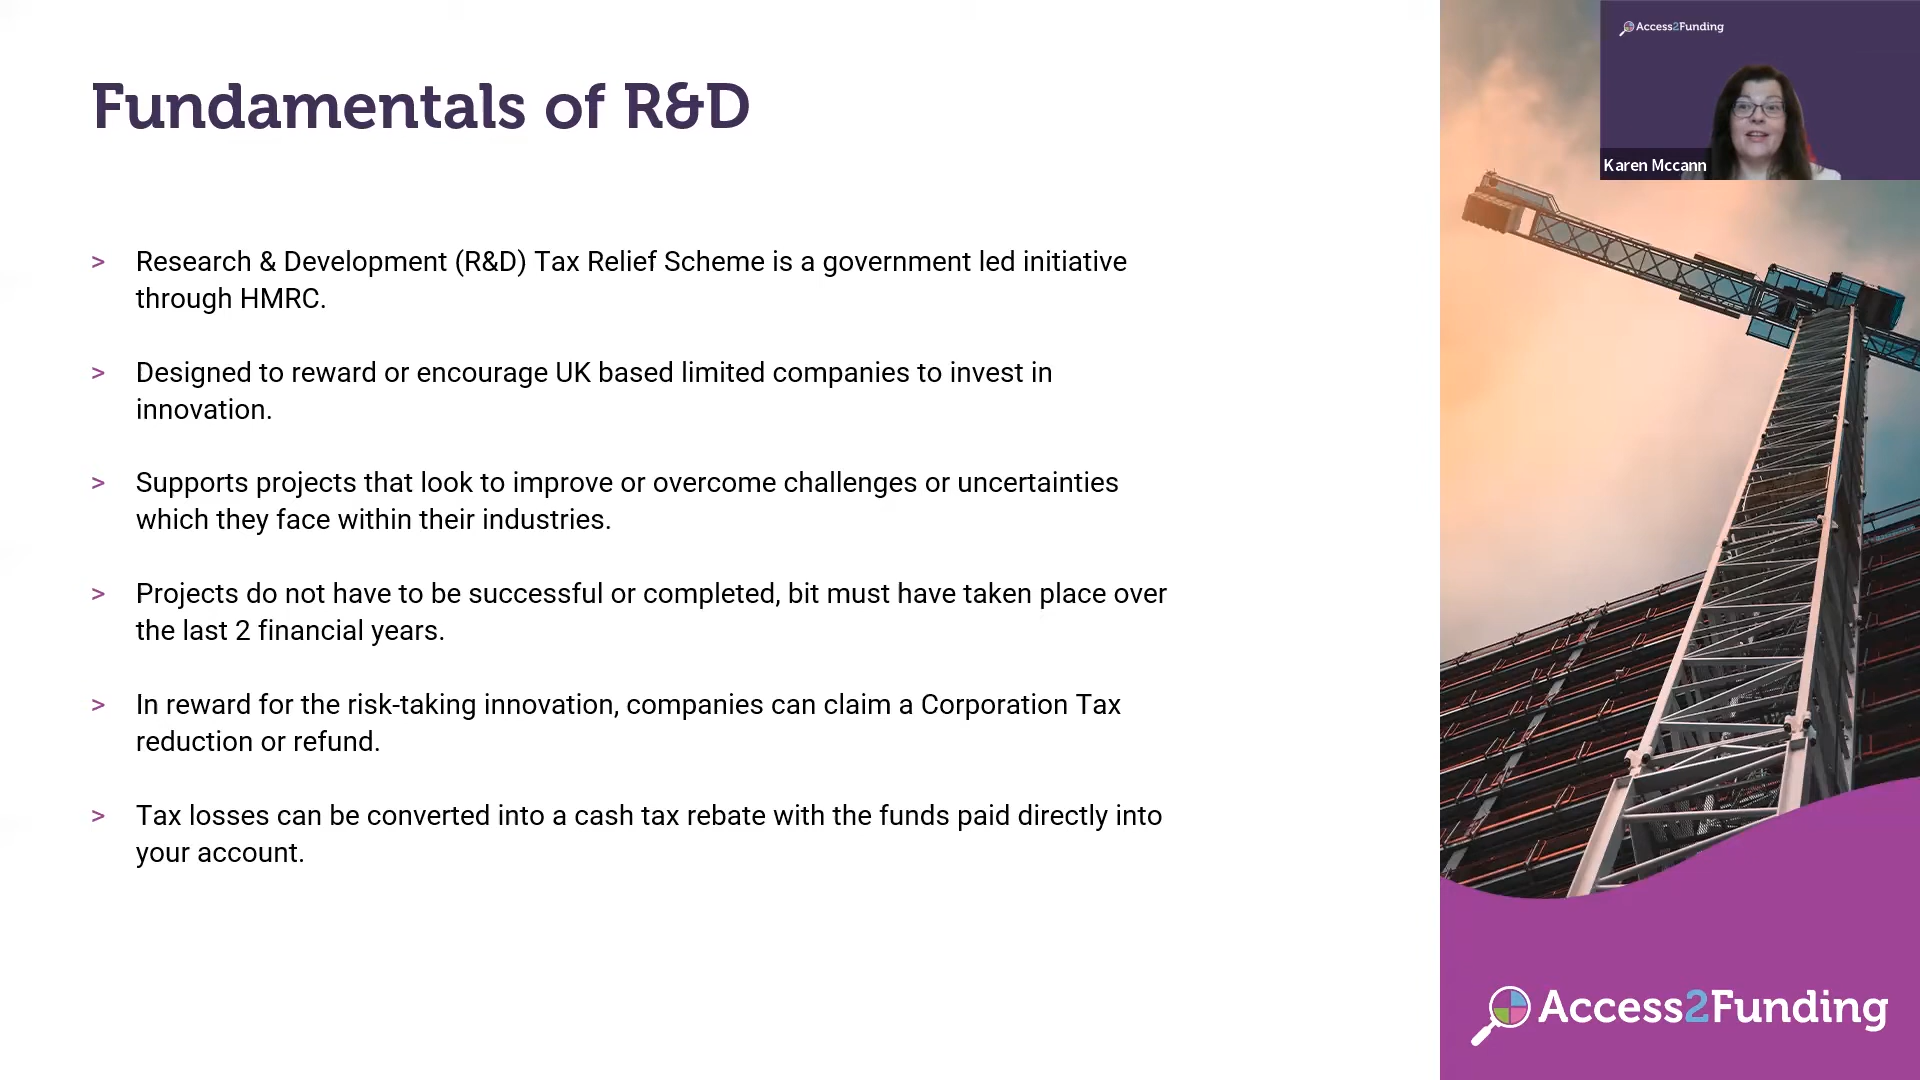 Fundamentals of R&D
> Research & Development (R&D) Tax Relief Scheme is a government led initiative
through HMRC.
> Designed to reward or encourage UK based limited companies to invest in
innovation.
> Supports projects that look to improve or overcome challenges or uncertainties
which they face within their industries.
> Projects do not have to be successful or completed, bit must have taken place over
the last 2 financial years.
> In reward for the risk-taking innovation, companies can claim a Corporation Tax
reduction or refund.
> Tax losses can be converted into a cash tax rebate with the funds paid directly into
your account.
Access2Funding
Karen Mccann
Access2Funding